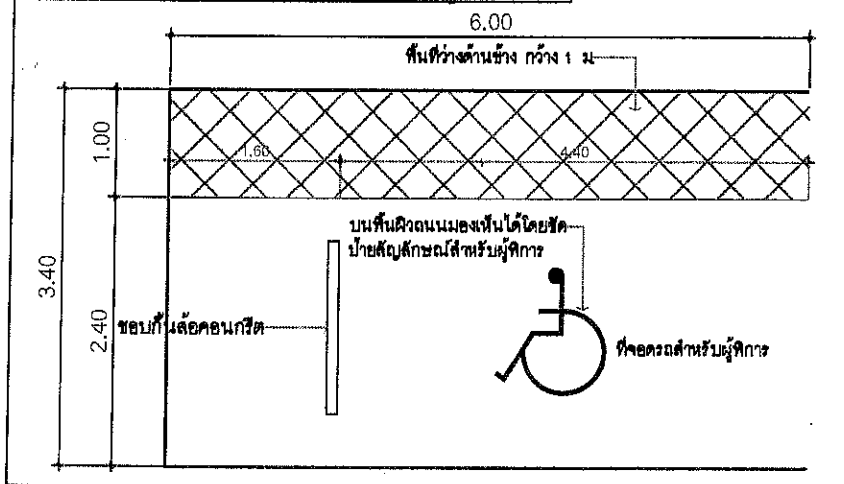 6.00
พื้นที่ว่างด้านข้าง กว้าง 1 ม
1.00
1.60
4.40
บนพื้นผิวถนนมองเห็นได้โดยชัด
ป้ายสัญลักษณ์สำหรับผู้พิการ
3.40
2.40
ขอบกั้นล้อคอนกรีต
ที่จอดรถสำหรับผู้พิการ